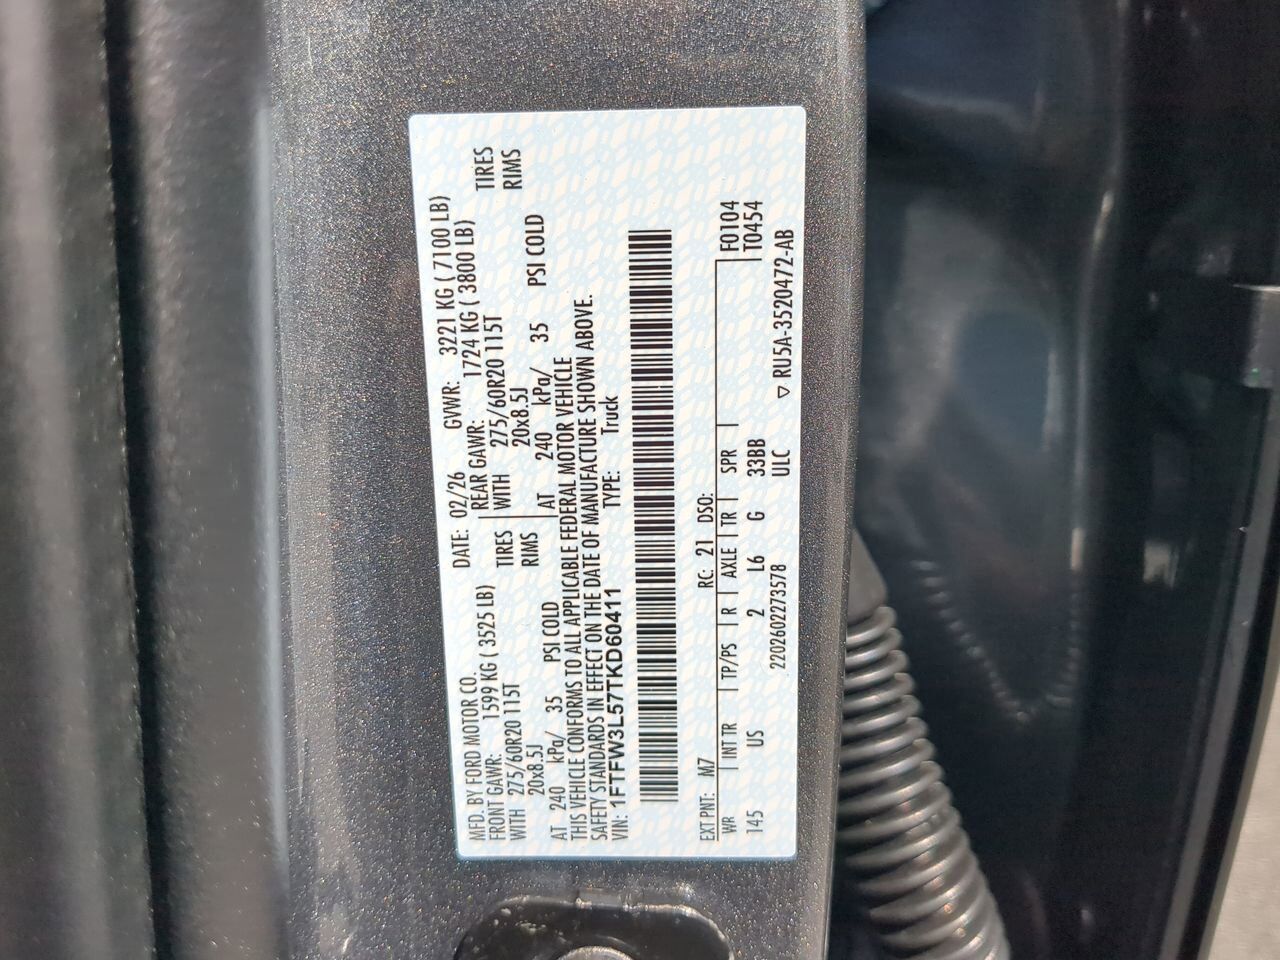 MFD. BY FORD MOTOR CO. DATE: 02/26 GVWR: 3221 KG ( 7100 LB)
FRONT GAWR: 1599 KG ( 3525 LB) REAR GAWR: 1724 KG ( 3800 LB)
WITH 275/60R20 115T TIRES WITH 275/60R20 115T TIRES
20x8.5J RIMS 20x8.5J RIMS
AT 240 kPa/ 35 PSI COLD AT 240 kPa/ 35 PSI COLD
THIS VEHICLE CONFORMS TO ALL APPLICABLE FEDERAL MOTOR VEHICLE
SAFETY STANDARDS IN EFFECT ON THE DATE OF MANUFACTURE SHOWN ABOVE.
VIN: 1FTFW3L57TKD60411 TYPE: Truck
EXT PNT: M7 RC: 21 DSO:
WR INT TR TP/PS R AXLE TR SPR F0104
145 US 2 L6 G 33BB T0454
2202602273578 ULC ▽ RU5A-3520472-AB